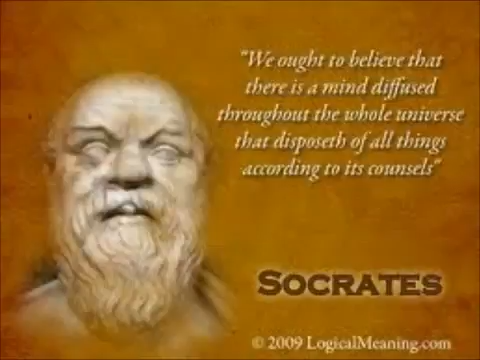 "We ought to believe that
there is a mind diffused
throughout the whole universe
that disposeth of all things
according to its counsels"
SOCRATES
© 2009 LogicalMeaning.com